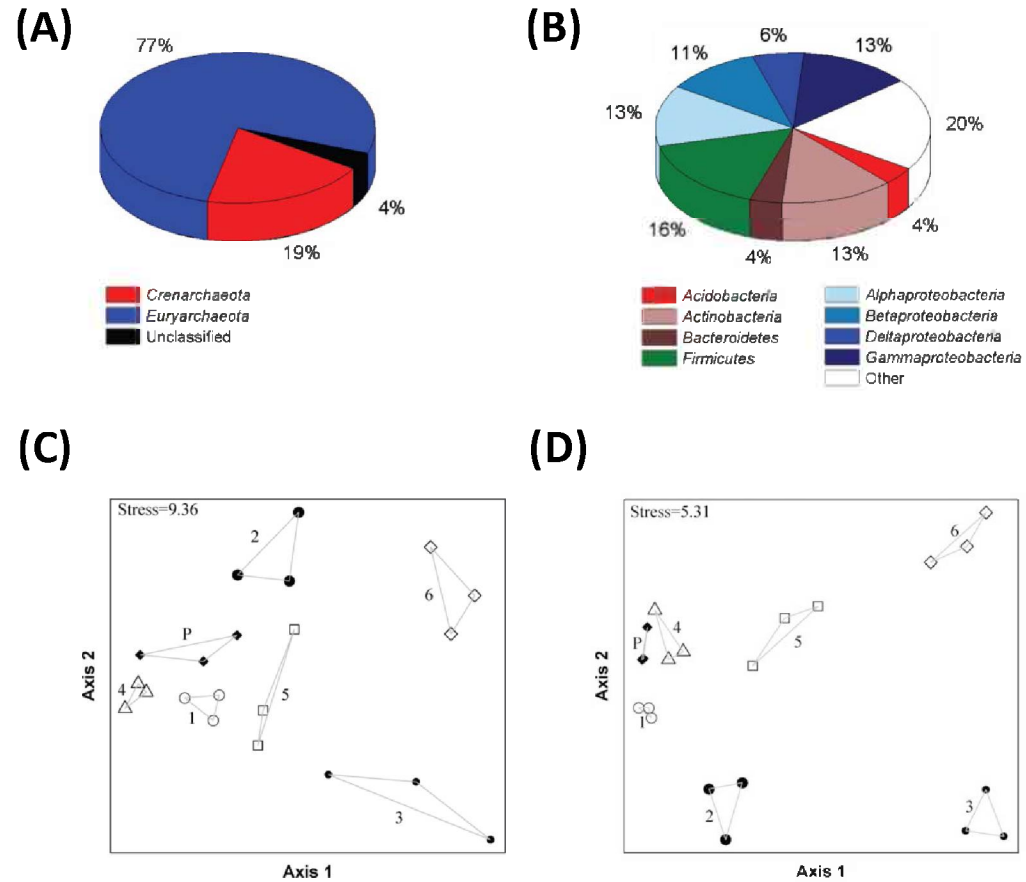 (A)
77%
4%
19%
Crenarchaeota
Euryarchaeota
Unclassified
(B)
6%
11%
13%
13%
20%
16%
4%
13%
4%
Acidobacteria
Actinobacteria
Bacteroidetes
Firmicutes
Alphaproteobacteria
Betaproteobacteria
Deltaproteobacteria
Gammaproteobacteria
Other
(C)
Stress=9.36
2
6
P
4
1
5
3
Axis 2
Axis 1
(D)
Stress=5.31
6
4
P
5
1
2
3
Axis 2
Axis 1